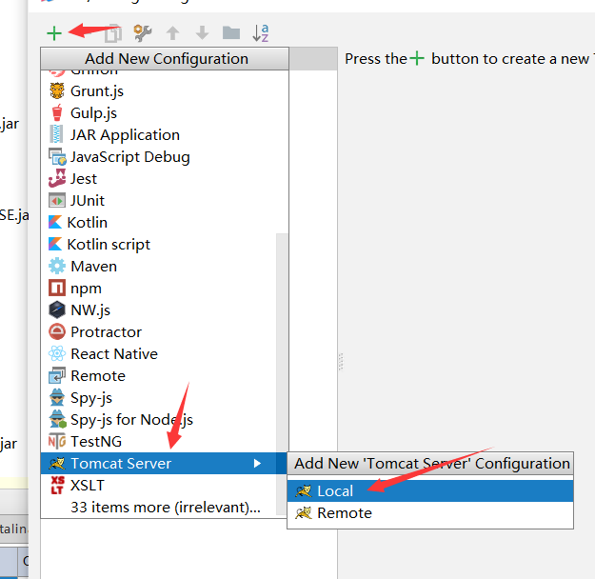 Add New Configuration
Press the + button to create a new
Grunt.js
Gulp.js
.jar
JAR Application
JavaScript Debug
Jest
JUnit
SE.ja
Kotlin
Kotlin script
Maven
npm
NW.js
Protractor
React Native
Remote
Spy-js
Spy-js for Node.js
jar
TestNG
Tomcat Server
Add New 'Tomcat Server' Configuration
XSLT
Local
33 items more (irrelevant)...
Remote
talin